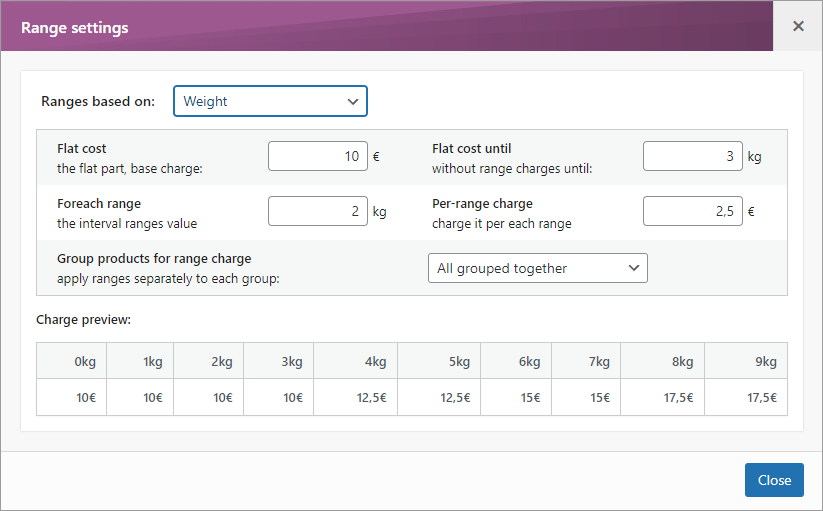 Range settings
Ranges based on: Weight
Flat cost
the flat part, base charge: 10 €
Flat cost until
without range charges until: 3 kg
Foreach range
the interval ranges value 2 kg
Per-range charge
charge it per each range 2,5 €
Group products for range charge
apply ranges separately to each group: All grouped together
Charge preview:
0kg 1kg 2kg 3kg 4kg 5kg 6kg 7kg 8kg 9kg
10€ 10€ 10€ 10€ 12,5€ 12,5€ 15€ 15€ 17,5€ 17,5€
Close